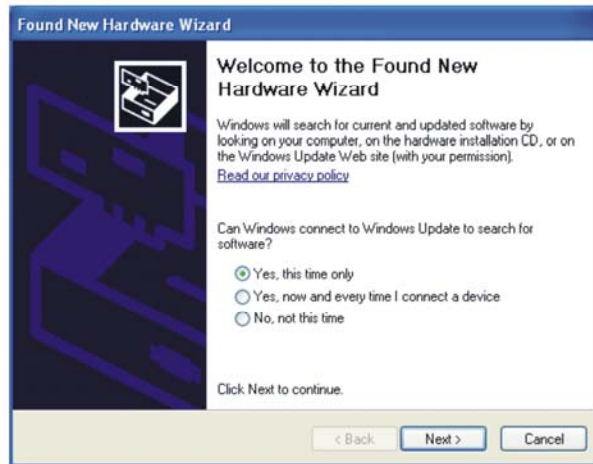 Found New Hardware Wizard
Welcome to the Found New
Hardware Wizard
Windows will search for current and updated software by
looking on your computer, on the hardware installation CD, or on
the Windows Update Web site (with your permission).
Read our privacy policy
Can Windows connect to Windows Update to search for
software?
Yes, this time only
Yes, now and every time I connect a device
No, not this time
Click Next to continue.
< Back
Next >
Cancel